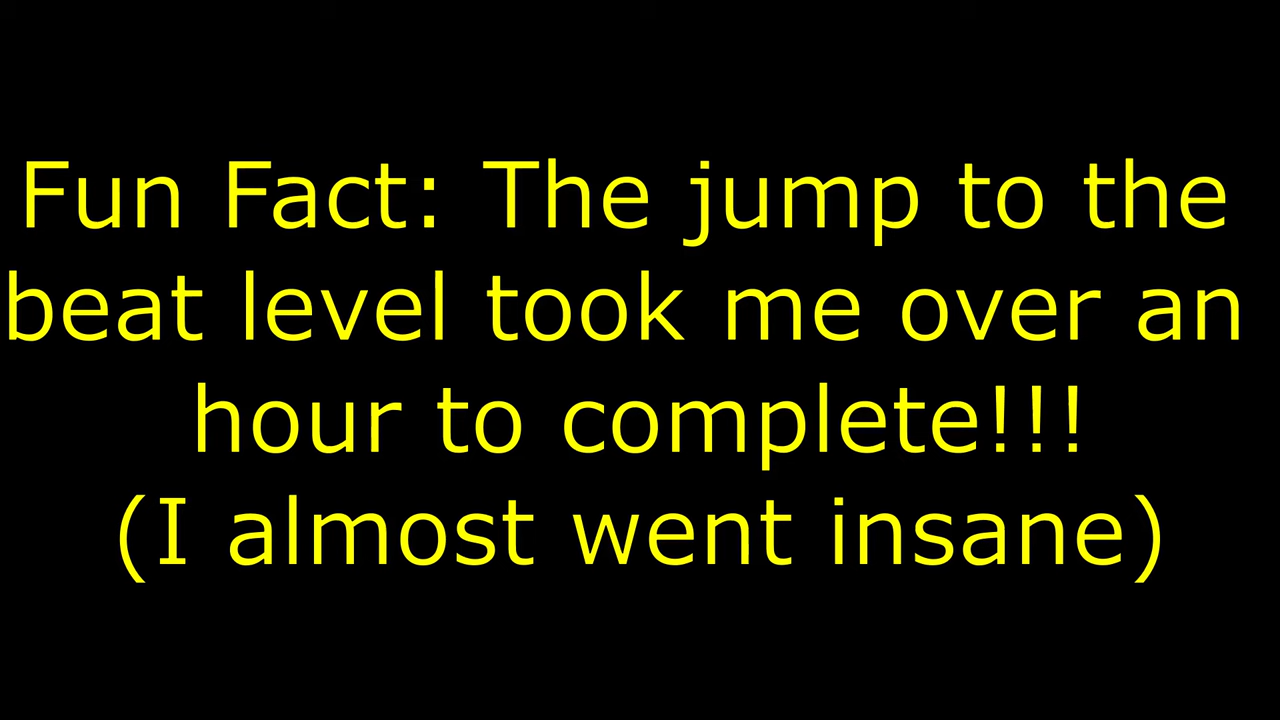 Fun Fact: The jump to the
beat level took me over an
hour to complete!!!
(I almost went insane)